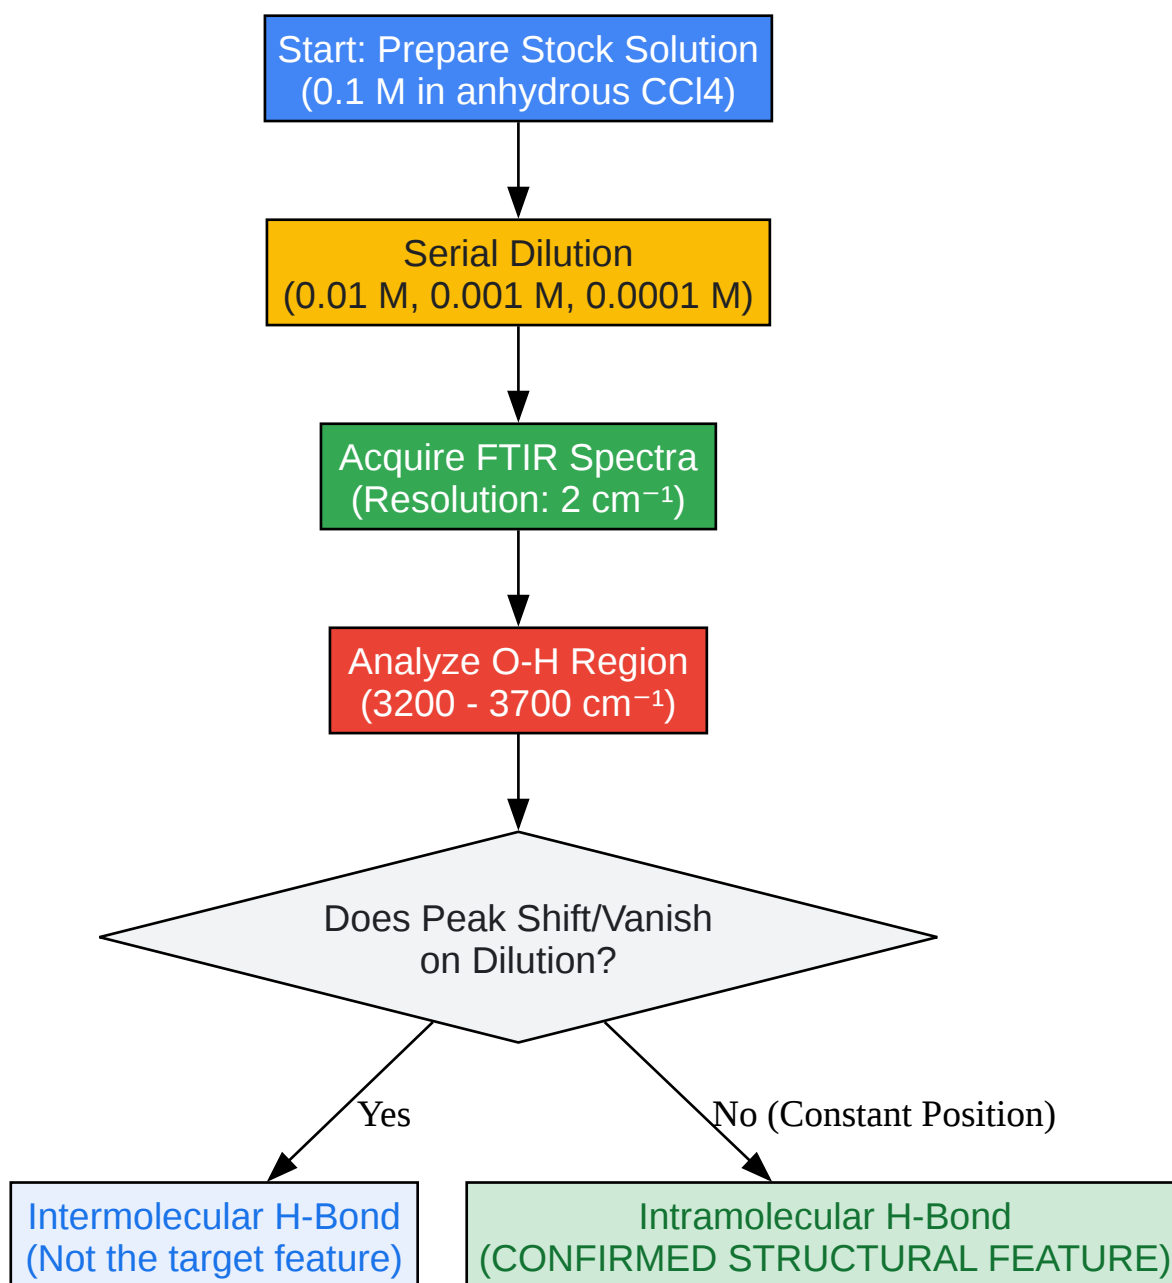 Start: Prepare Stock Solution
(0.1 M in anhydrous CCl4)
Serial Dilution
(0.01 M, 0.001 M, 0.0001 M)
Acquire FTIR Spectra
(Resolution: 2 cm⁻¹)
Analyze O-H Region
(3200 - 3700 cm⁻¹)
Does Peak Shift/Vanish
on Dilution?
Yes
No (Constant Position)
Intermolecular H-Bond
(Not the target feature)
Intramolecular H-Bond
(CONFIRMED STRUCTURAL FEATURE)